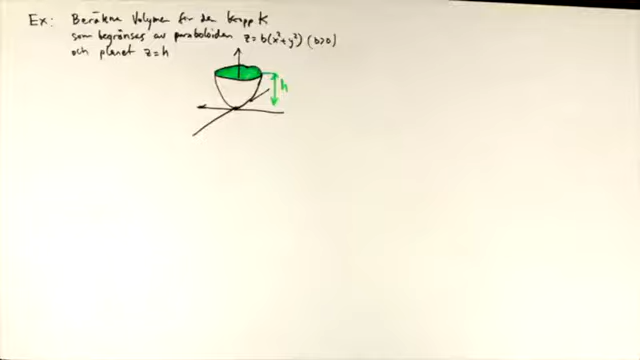 Ex: Beräkna Volymen för den kropp K
som begränsas av paraboloiden z=b(x²+y²) (b>0)
och planet z=h
h